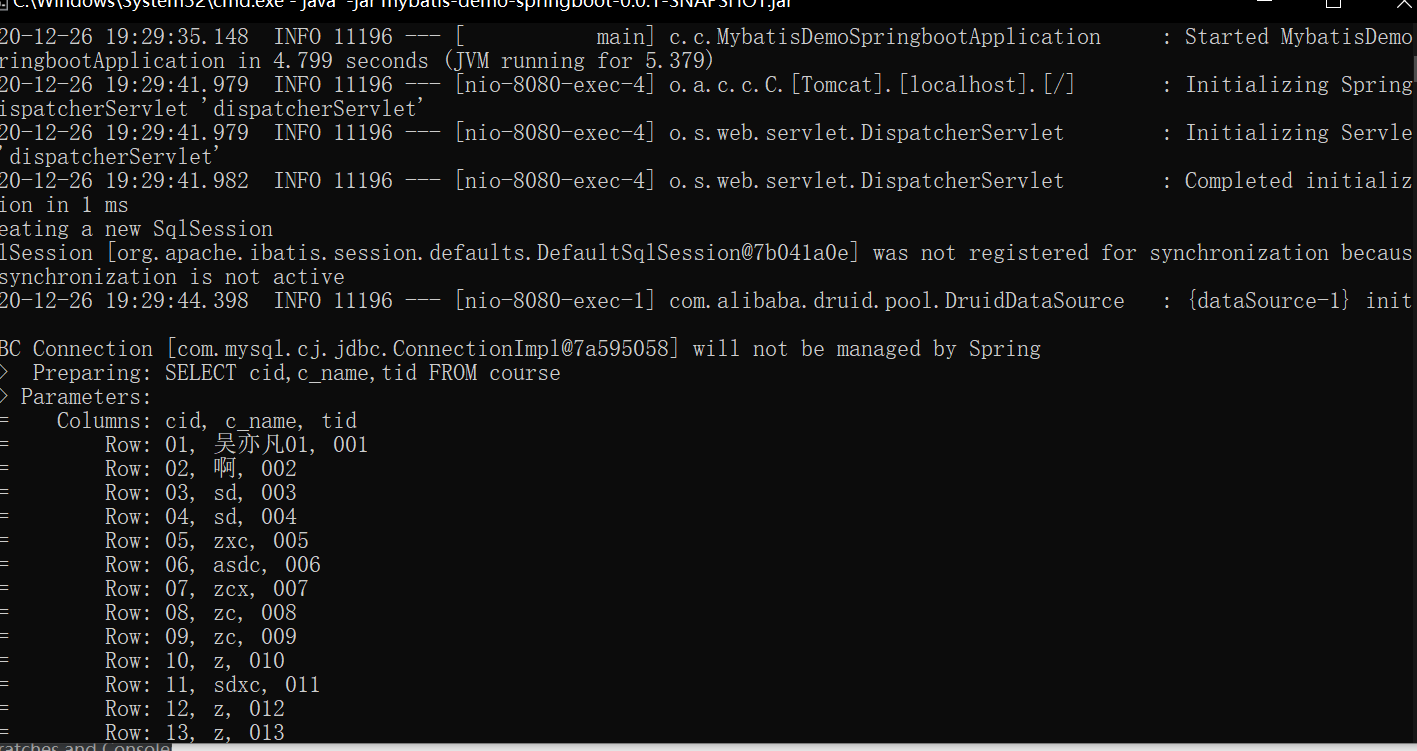 C:\Windows\System32\cmd.exe - java -jar mybatis-demo-springboot-0.0.1-SNAPSHOT.jar
20-12-26 19:29:35.148  INFO 11196 --- [           main] c.c.MybatisDemoSpringbootApplication     : Started MybatisDemo
ringbootApplication in 4.799 seconds (JVM running for 5.379)
20-12-26 19:29:41.979  INFO 11196 --- [nio-8080-exec-4] o.a.c.c.C.[Tomcat].[localhost].[/]       : Initializing Spring
ispatcherServlet 'dispatcherServlet'
20-12-26 19:29:41.979  INFO 11196 --- [nio-8080-exec-4] o.s.web.servlet.DispatcherServlet        : Initializing Servle
'dispatcherServlet'
20-12-26 19:29:41.982  INFO 11196 --- [nio-8080-exec-4] o.s.web.servlet.DispatcherServlet        : Completed initializ
ion in 1 ms
eating a new SqlSession
lSession [org.apache.ibatis.session.defaults.DefaultSqlSession@7b041a0e] was not registered for synchronization becaus
synchronization is not active
20-12-26 19:29:44.398  INFO 11196 --- [nio-8080-exec-1] com.alibaba.druid.pool.DruidDataSource   : {dataSource-1} init
BC Connection [com.mysql.cj.jdbc.ConnectionImpl@7a595058] will not be managed by Spring
>  Preparing: SELECT cid,c_name,tid FROM course
> Parameters:
=    Columns: cid, c_name, tid
=        Row: 01, 吴亦凡01, 001
=        Row: 02, 啊, 002
=        Row: 03, sd, 003
=        Row: 04, sd, 004
=        Row: 05, zxc, 005
=        Row: 06, asdc, 006
=        Row: 07, zcx, 007
=        Row: 08, zc, 008
=        Row: 09, zc, 009
=        Row: 10, z, 010
=        Row: 11, sdxc, 011
=        Row: 12, z, 012
=        Row: 13, z, 013
ratches and Console